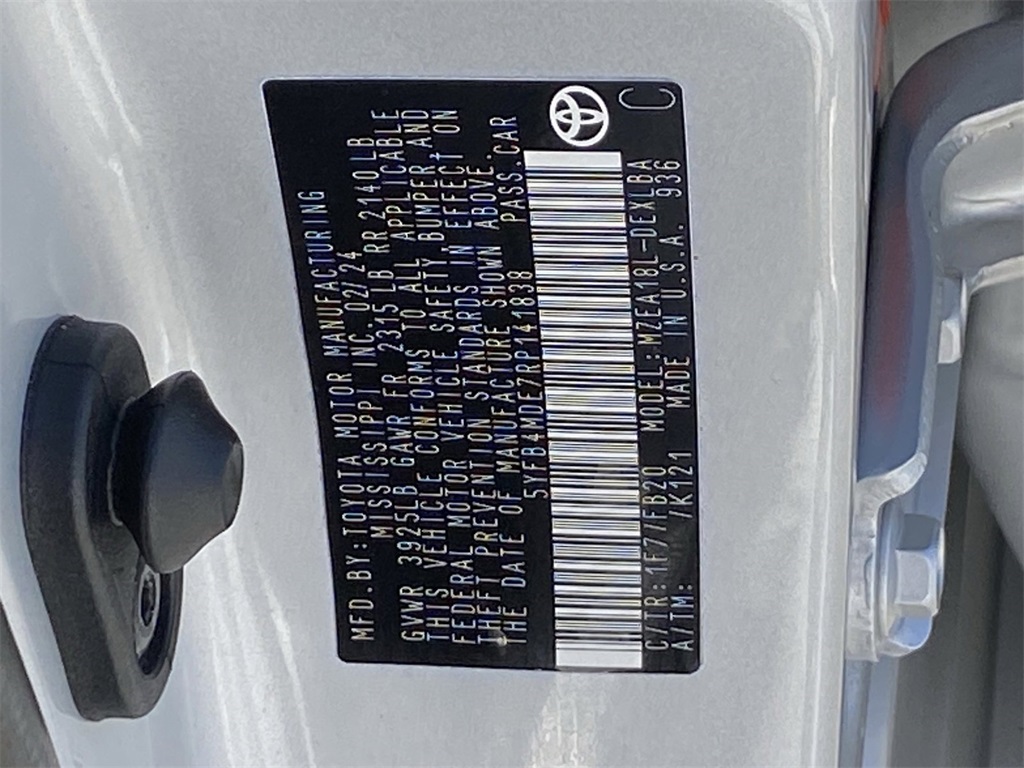 MFD.BY:TOYOTA MOTOR MANUFACTURING
MISSISSIPPI INC. 02/24
GVWR 3925LB GAWR FR 2315 LB RR 2140LB
THIS VEHICLE CONFORMS TO ALL APPLICABLE
FEDERAL MOTOR VEHICLE SAFETY BUMPER AND
THEFT PREVENTION STANDARDS IN EFFECT ON
THE DATE OF MANUFACTURE SHOWN ABOVE.
5YFB4MDE7RP141838 PASS.CAR
C/TR:1F7/FB20 MODEL:MZEA18L-DEXLBA
A/TM: /K121 MADE IN U.S.A. 936
C